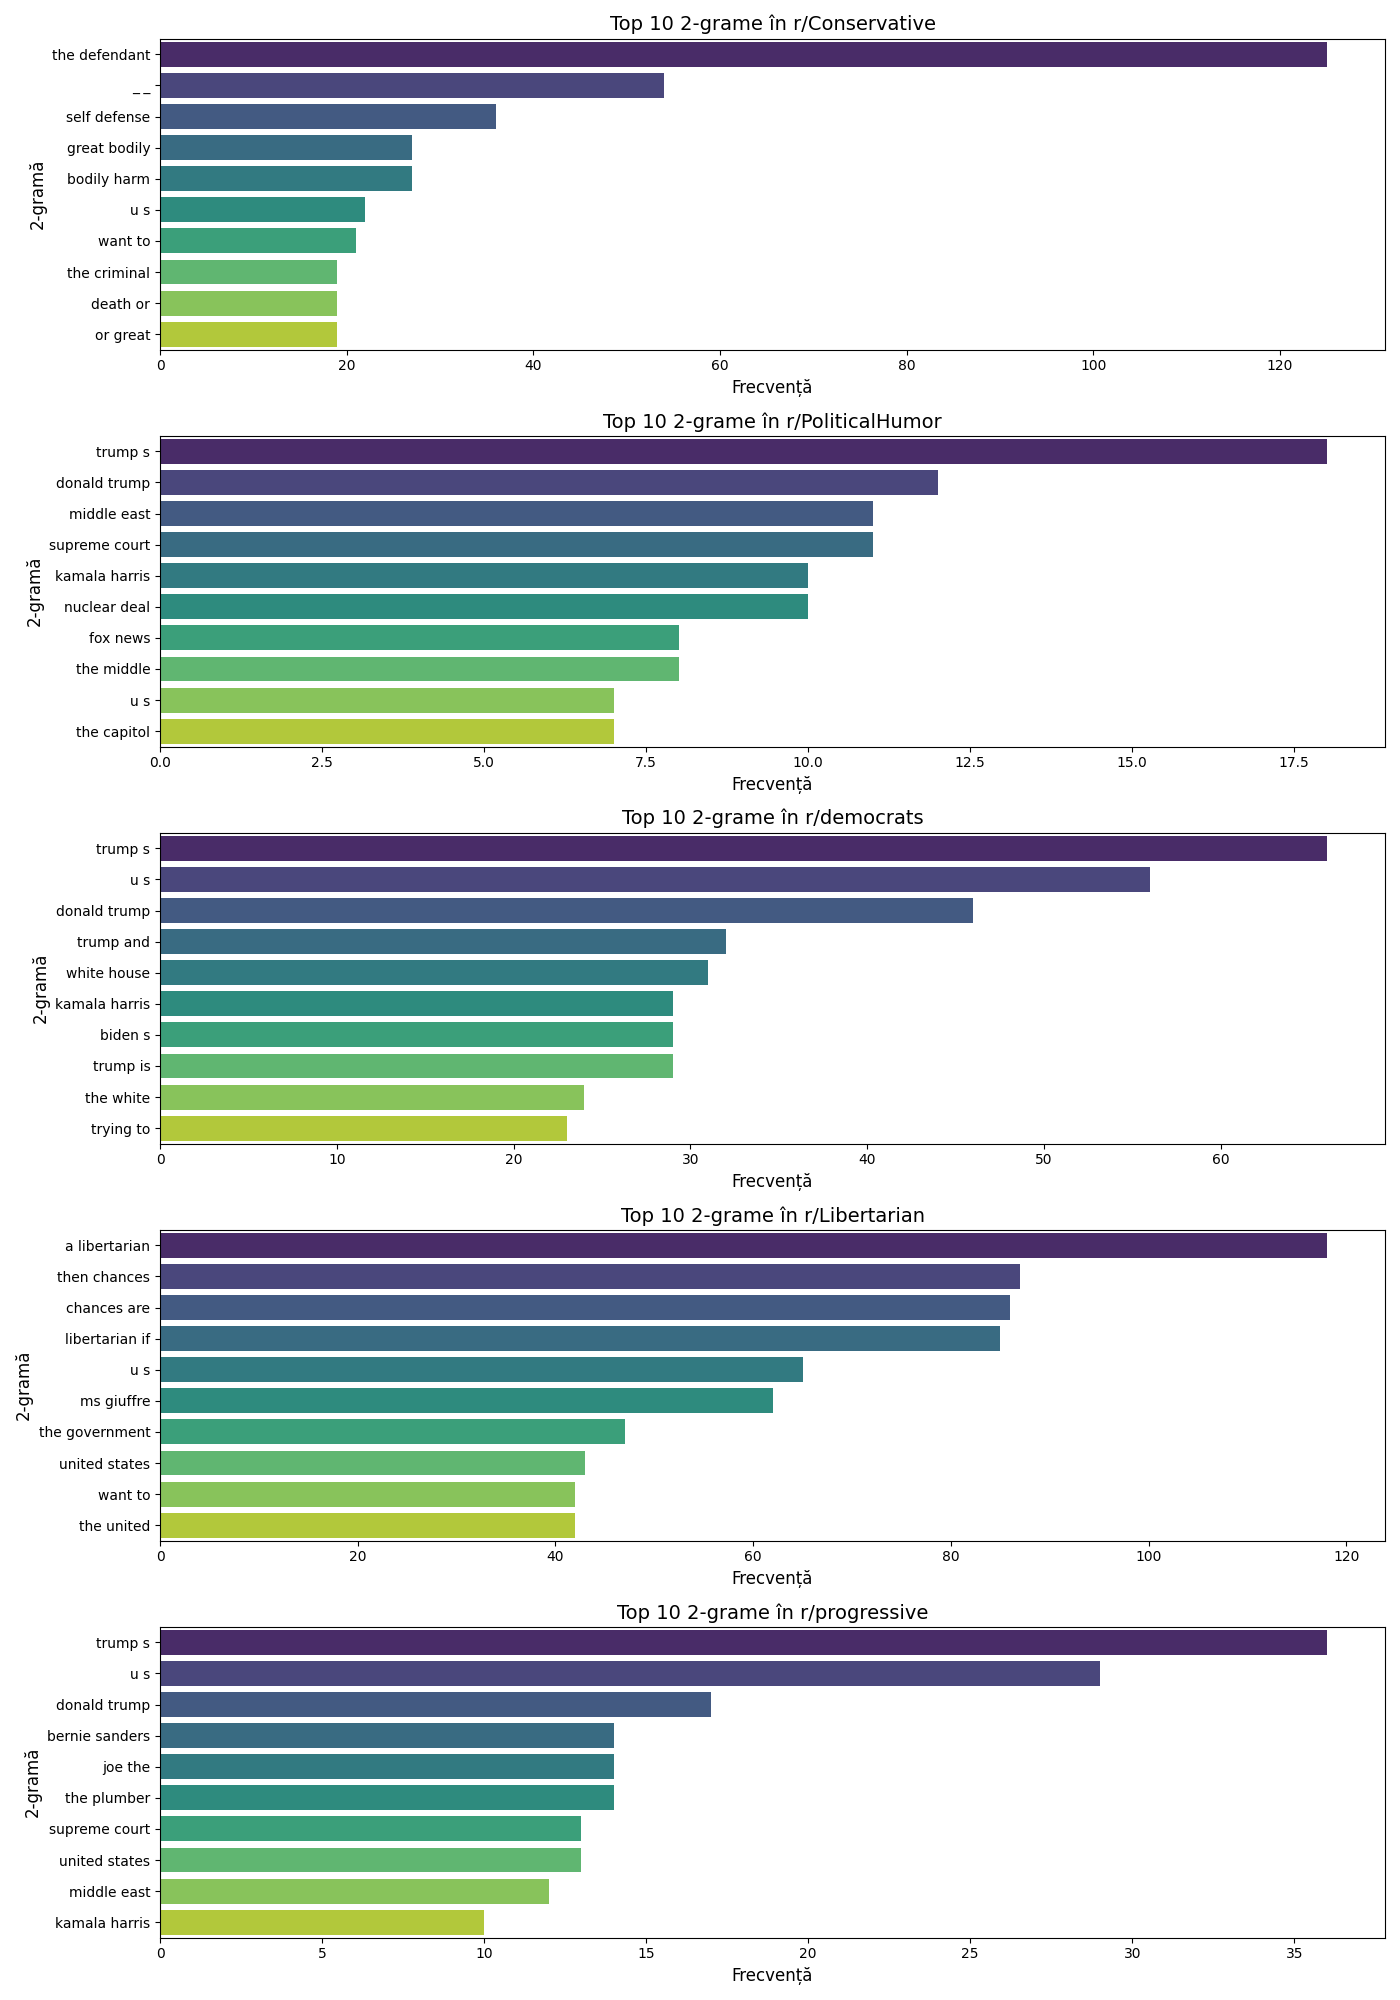 Top 10 2-grame în r/Conservative
2-gramă
the defendant
__
self defense
great bodily
bodily harm
u s
want to
the criminal
death or
or great
0 20 40 60 80 100 120
Frecvență
Top 10 2-grame în r/PoliticalHumor
2-gramă
trump s
donald trump
middle east
supreme court
kamala harris
nuclear deal
fox news
the middle
u s
the capitol
0.0 2.5 5.0 7.5 10.0 12.5 15.0 17.5
Frecvență
Top 10 2-grame în r/democrats
2-gramă
trump s
u s
donald trump
trump and
white house
kamala harris
biden s
trump is
the white
trying to
0 10 20 30 40 50 60
Frecvență
Top 10 2-grame în r/Libertarian
2-gramă
a libertarian
then chances
chances are
libertarian if
u s
ms giuffre
the government
united states
want to
the united
0 20 40 60 80 100 120
Frecvență
Top 10 2-grame în r/progressive
2-gramă
trump s
u s
donald trump
bernie sanders
joe the
the plumber
supreme court
united states
middle east
kamala harris
0 5 10 15 20 25 30 35
Frecvență